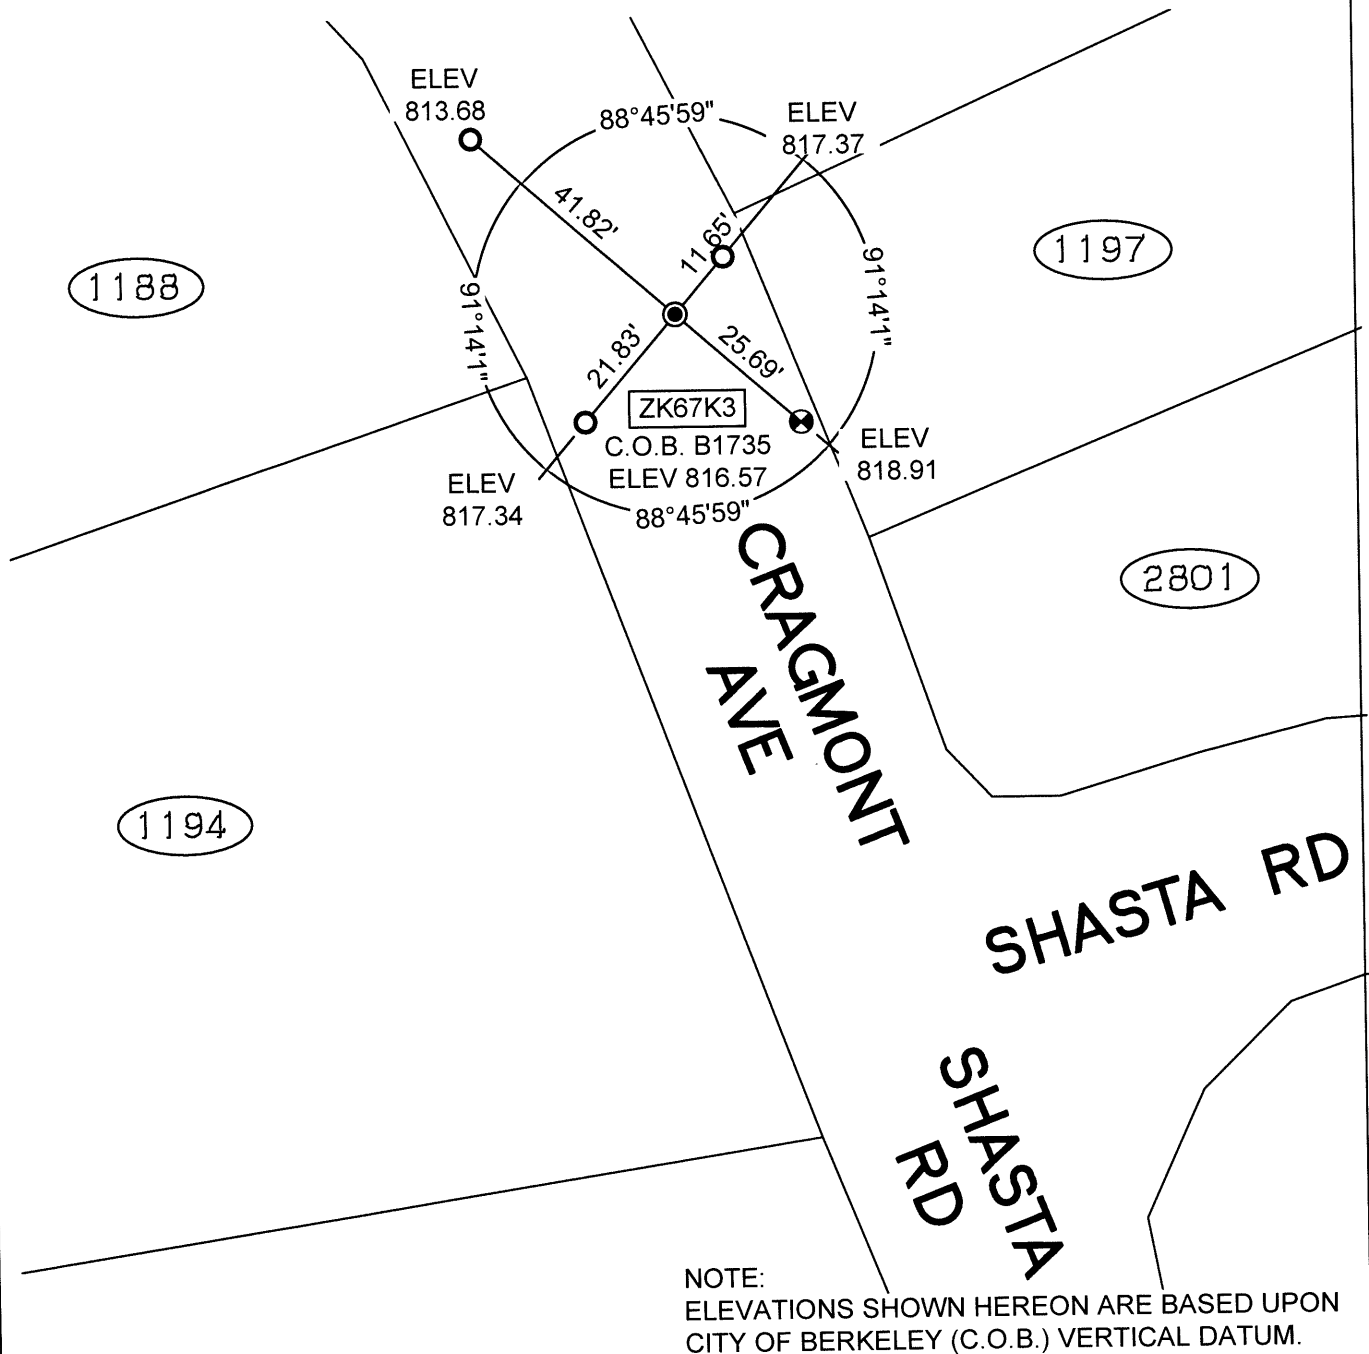 ELEV
813.68
88°45'59"
ELEV
817.37
41.82'
11.65'
1188
1197
91°14'1"
91°14'1"
21.83'
25.69'
ZK67K3
C.O.B. B1735
ELEV 816.57
ELEV
818.91
ELEV
817.34
88°45'59"
CRAGMONT
AVE
2801
1194
SHASTA RD
SHASTA
RD
NOTE:
ELEVATIONS SHOWN HEREON ARE BASED UPON
CITY OF BERKELEY (C.O.B.) VERTICAL DATUM.